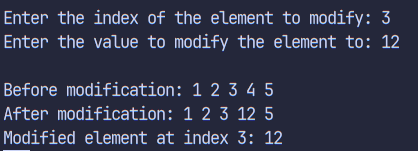 Enter the index of the element to modify: 3
Enter the value to modify the element to: 12
Before modification: 1 2 3 4 5
After modification: 1 2 3 12 5
Modified element at index 3: 12